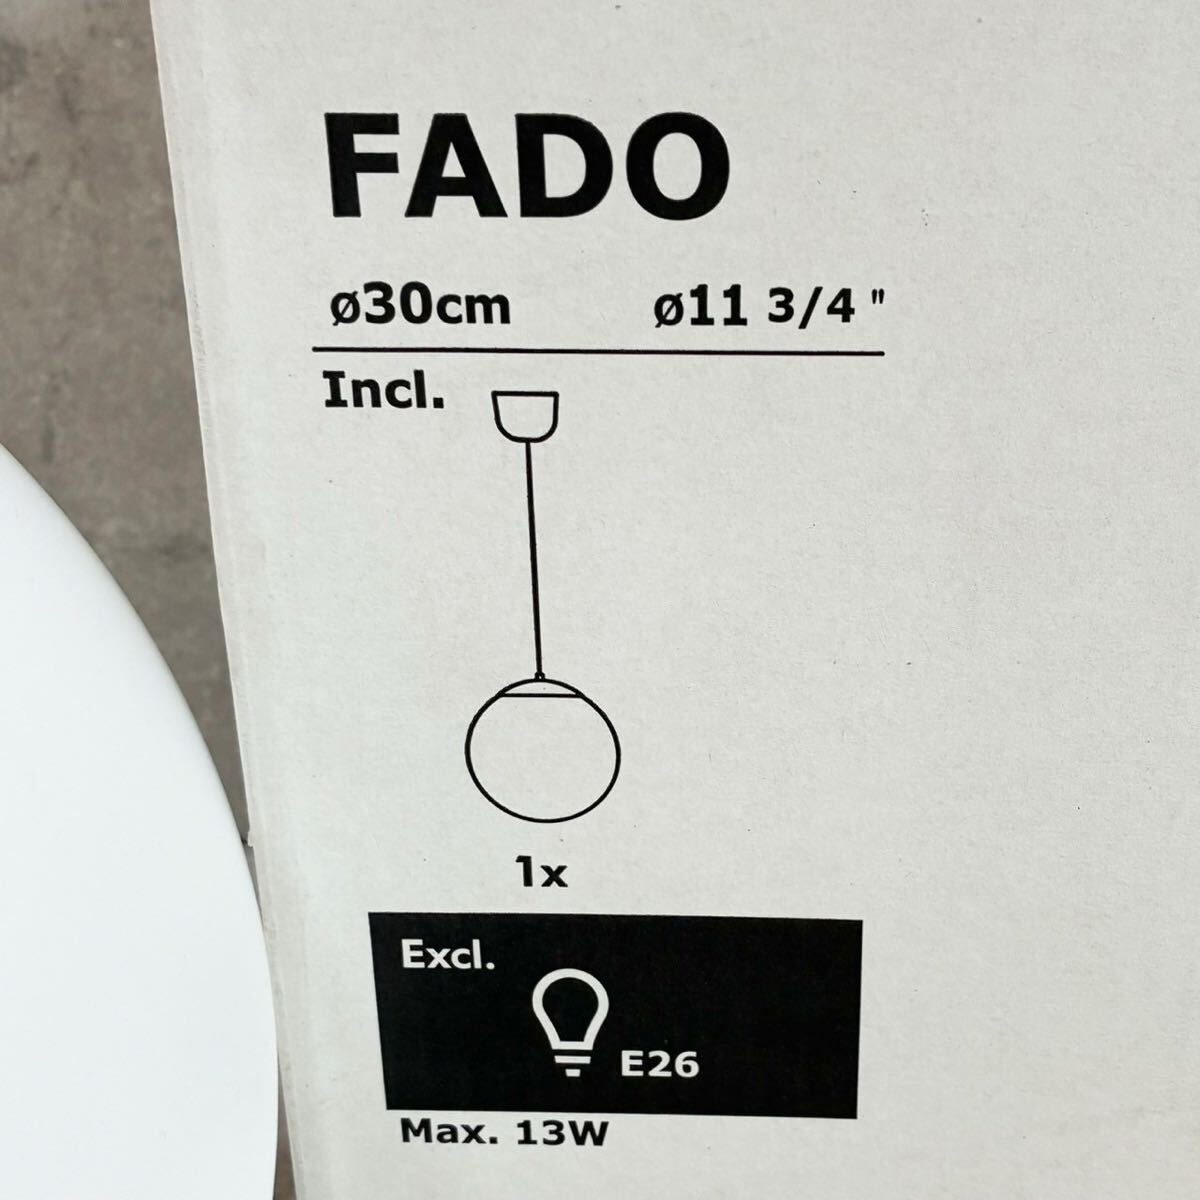 FADO
ø30cm ø11 3/4 "
Incl.
1x
Excl.
E26
Max. 13W